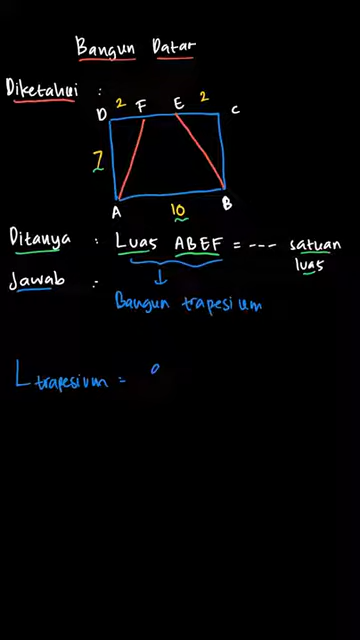 Bangun Datar
Diketahui :
D 2 F E 2 C
7
A 10 B
Ditanya : Luas ABEF = --- satuan luas
Jawab :
Bangun trapesium
L trapesium =